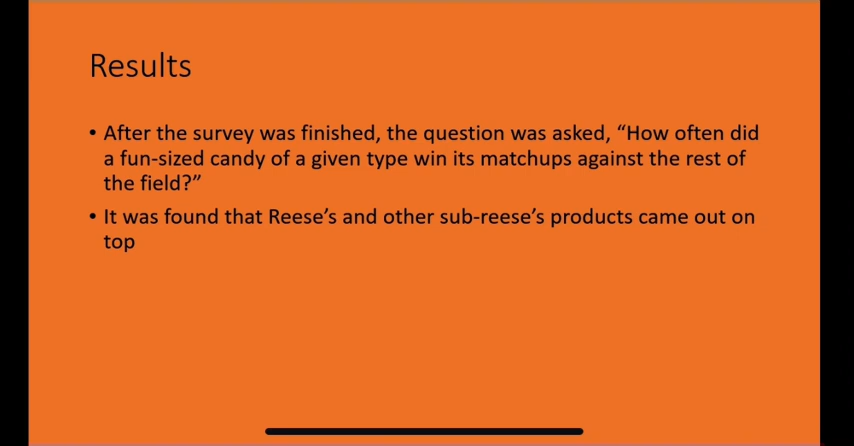 Results
• After the survey was finished, the question was asked, “How often did
a fun-sized candy of a given type win its matchups against the rest of
the field?”
• It was found that Reese’s and other sub-reese’s products came out on
top